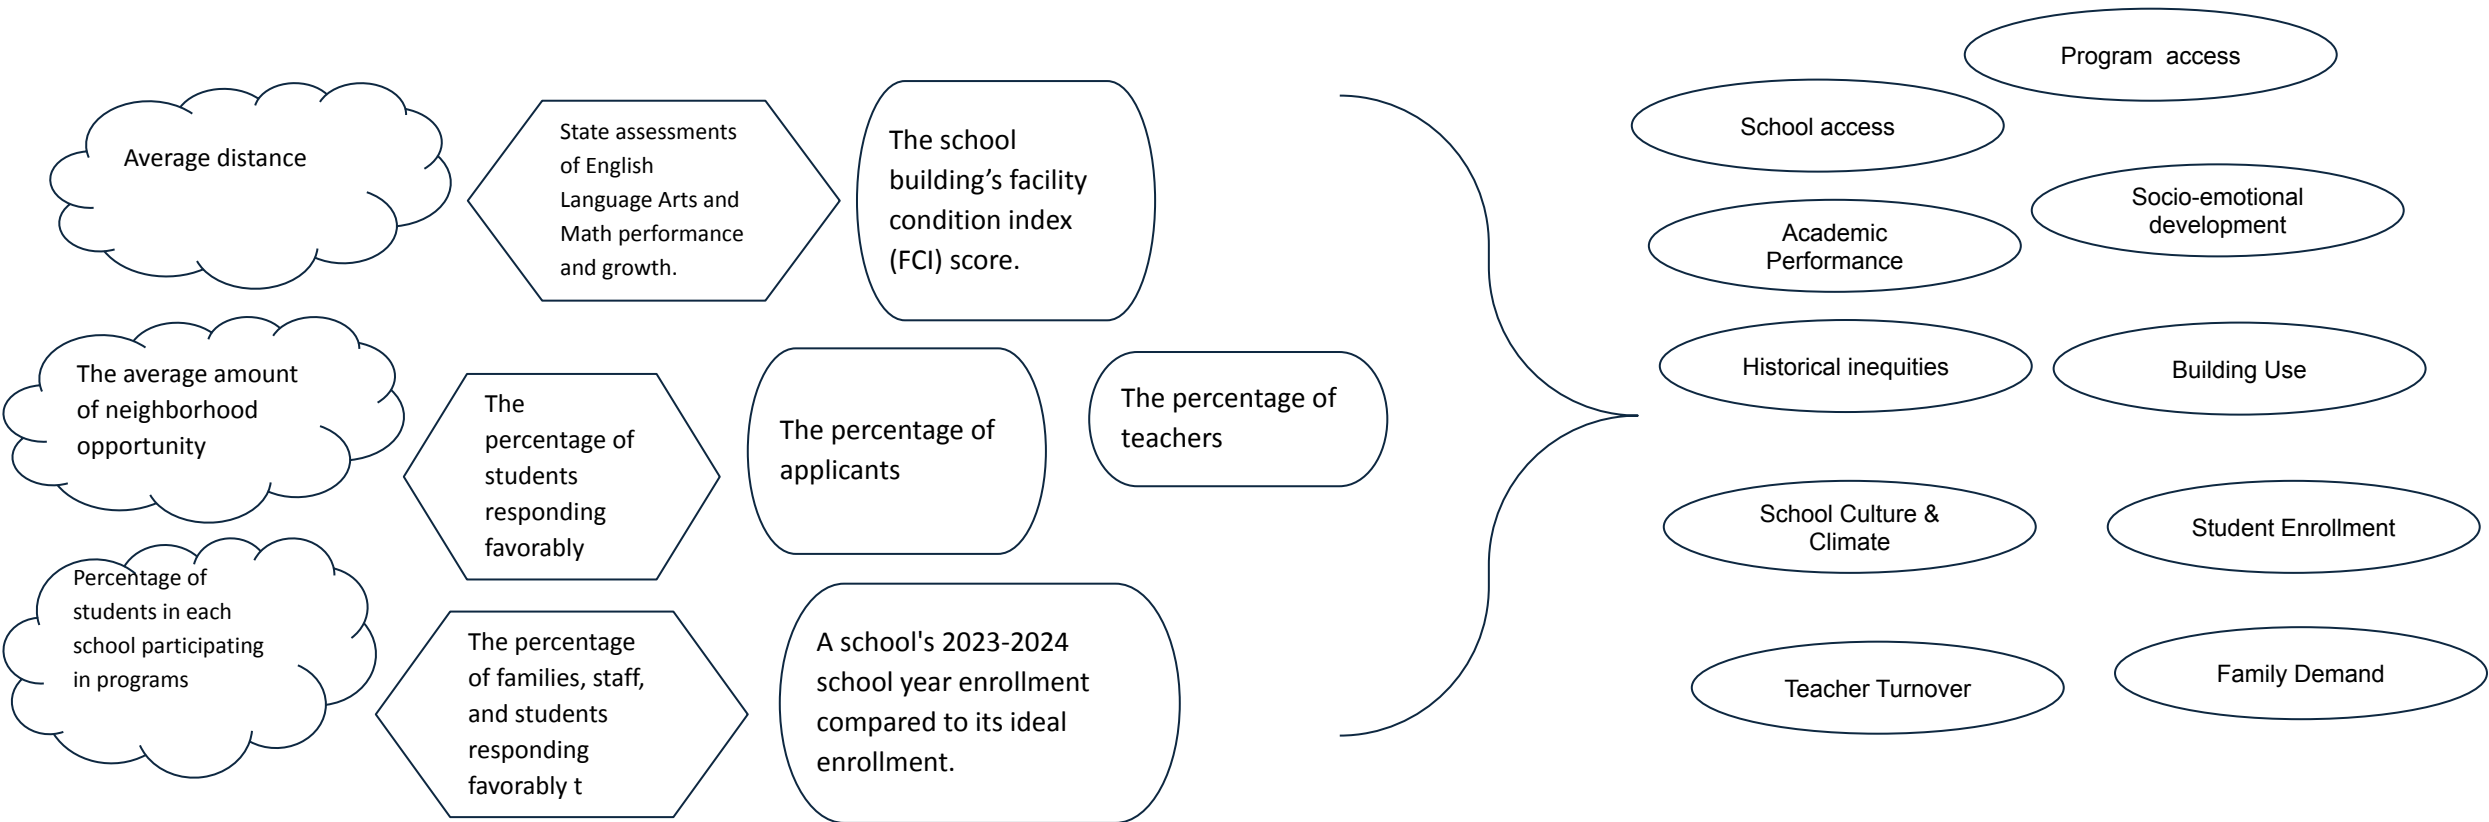 Average distance
State assessments
of English
Language Arts and
Math performance
and growth.
The school
building’s facility
condition index
(FCI) score.
The average amount
of neighborhood
opportunity
The
percentage of
students
responding
favorably
The percentage of
applicants
The percentage of
teachers
Percentage of
students in each
school participating
in programs
The percentage
of families, staff,
and students
responding
favorably t
A school's 2023-2024
school year enrollment
compared to its ideal
enrollment.
Program access
School access
Socio-emotional
development
Academic
Performance
Historical inequities
Building Use
School Culture &
Climate
Student Enrollment
Teacher Turnover
Family Demand